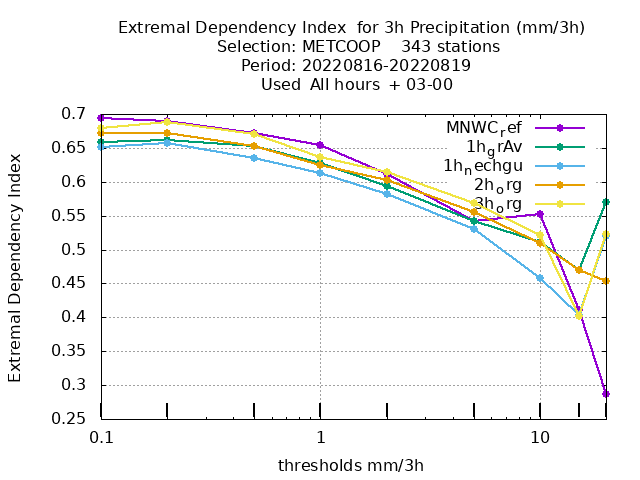 Extremal Dependency Index  for 3h Precipitation (mm/3h)
Selection: METCOOP    343 stations
Period: 20220816-20220819
Used  All hours  + 03-00
Extremal Dependency Index
0.7
0.65
0.6
0.55
0.5
0.45
0.4
0.35
0.3
0.25
MNWC_ref
1h_grAv
1h_nechgu
2h_org
3h_org
0.1
1
10
thresholds mm/3h